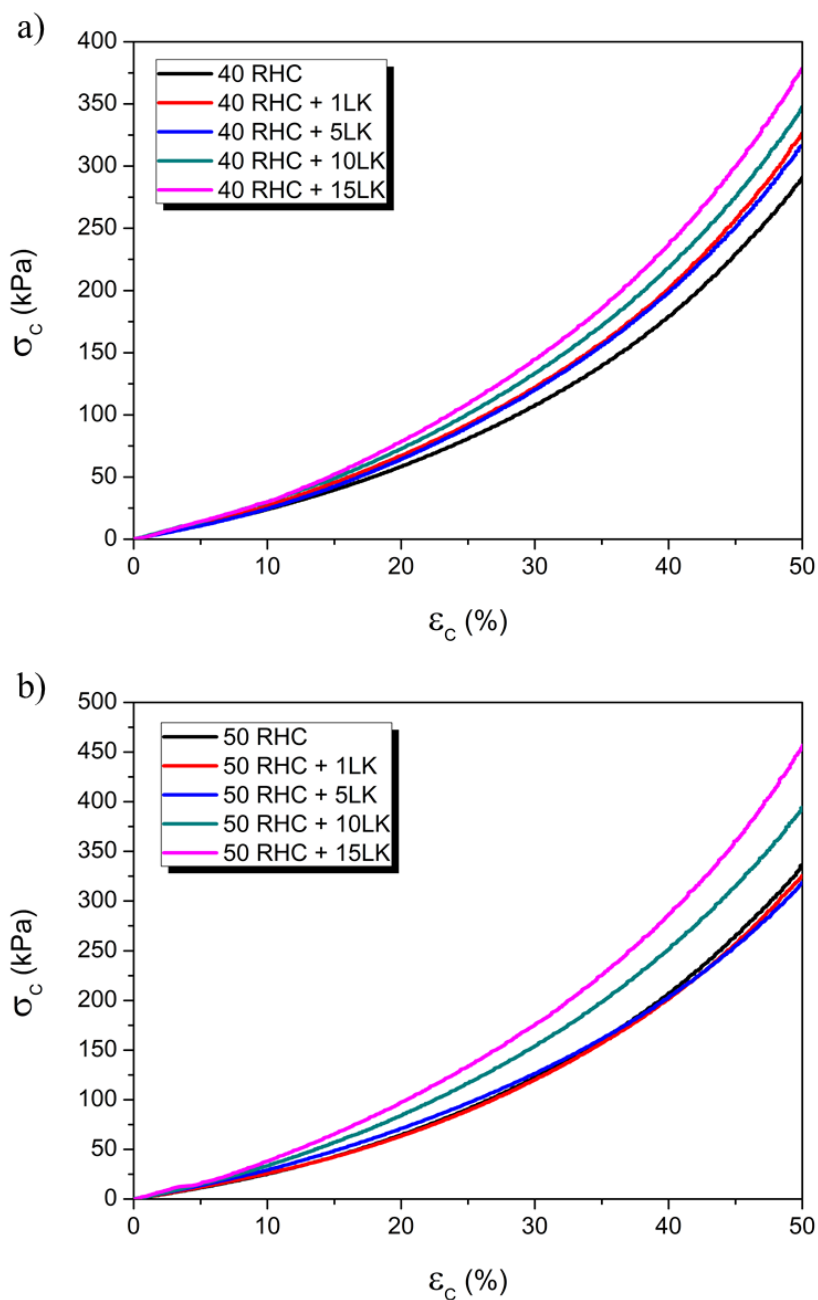 a)
400
350
300
250
200
150
100
50
0
σc (kPa)
40 RHC
40 RHC + 1LK
40 RHC + 5LK
40 RHC + 10LK
40 RHC + 15LK
0 10 20 30 40 50
εc (%)
b)
500
450
400
350
300
250
200
150
100
50
0
σc (kPa)
50 RHC
50 RHC + 1LK
50 RHC + 5LK
50 RHC + 10LK
50 RHC + 15LK
0 10 20 30 40 50
εc (%)